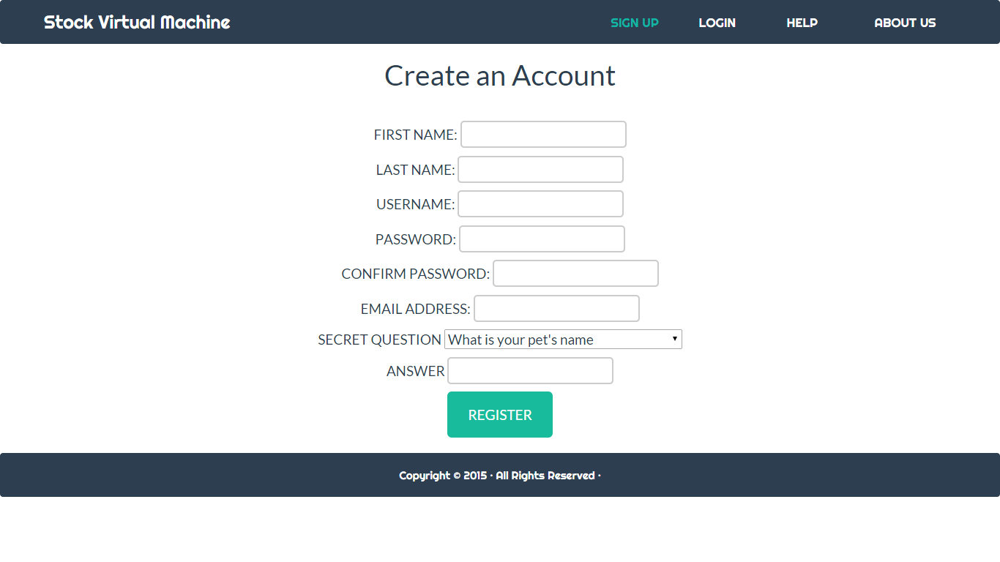 Stock Virtual Machine SIGN UP LOGIN HELP ABOUT US
Create an Account
FIRST NAME:
LAST NAME:
USERNAME:
PASSWORD:
CONFIRM PASSWORD:
EMAIL ADDRESS:
SECRET QUESTION What is your pet's name
ANSWER
REGISTER
Copyright © 2015 · All Rights Reserved ·